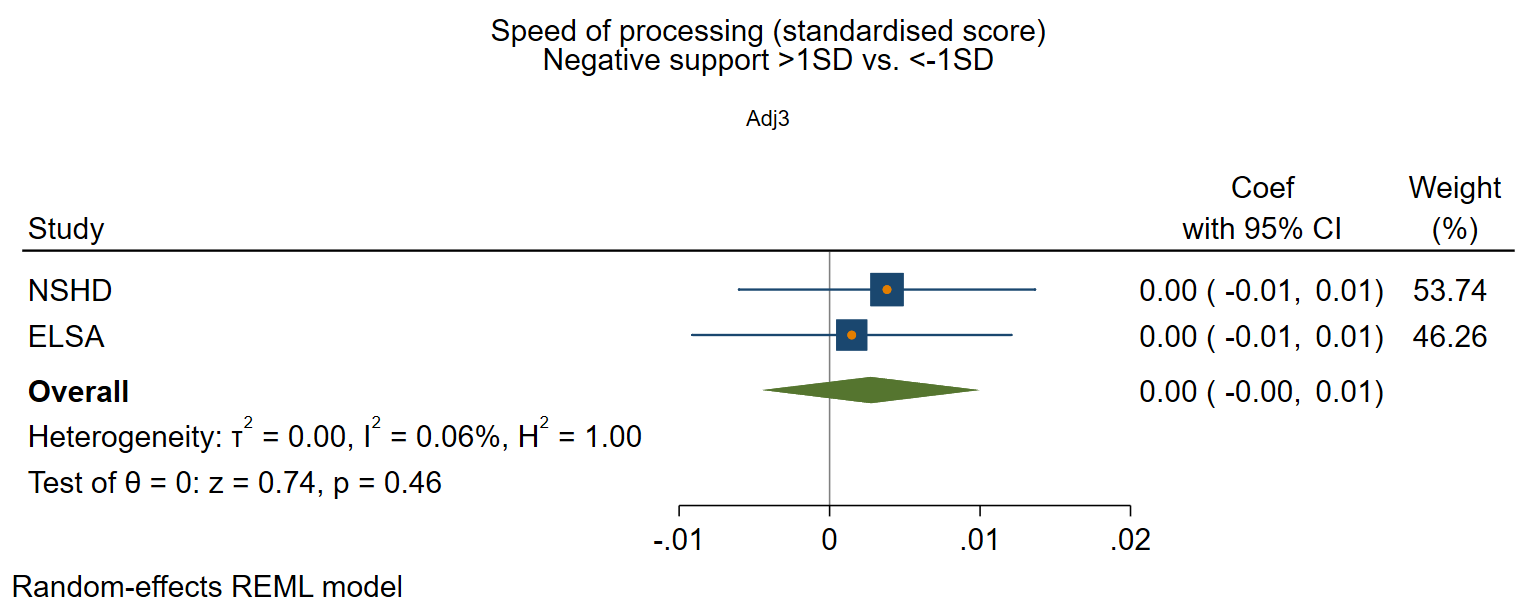 Speed of processing (standardised score)
Negative support >1SD vs. <-1SD
Adj3
Coef Weight
Study with 95% CI (%)
NSHD 0.00 ( -0.01, 0.01) 53.74
ELSA 0.00 ( -0.01, 0.01) 46.26
Overall 0.00 ( -0.00, 0.01)
Heterogeneity: τ² = 0.00, I² = 0.06%, H² = 1.00
Test of θ = 0: z = 0.74, p = 0.46
-.01 0 .01 .02
Random-effects REML model